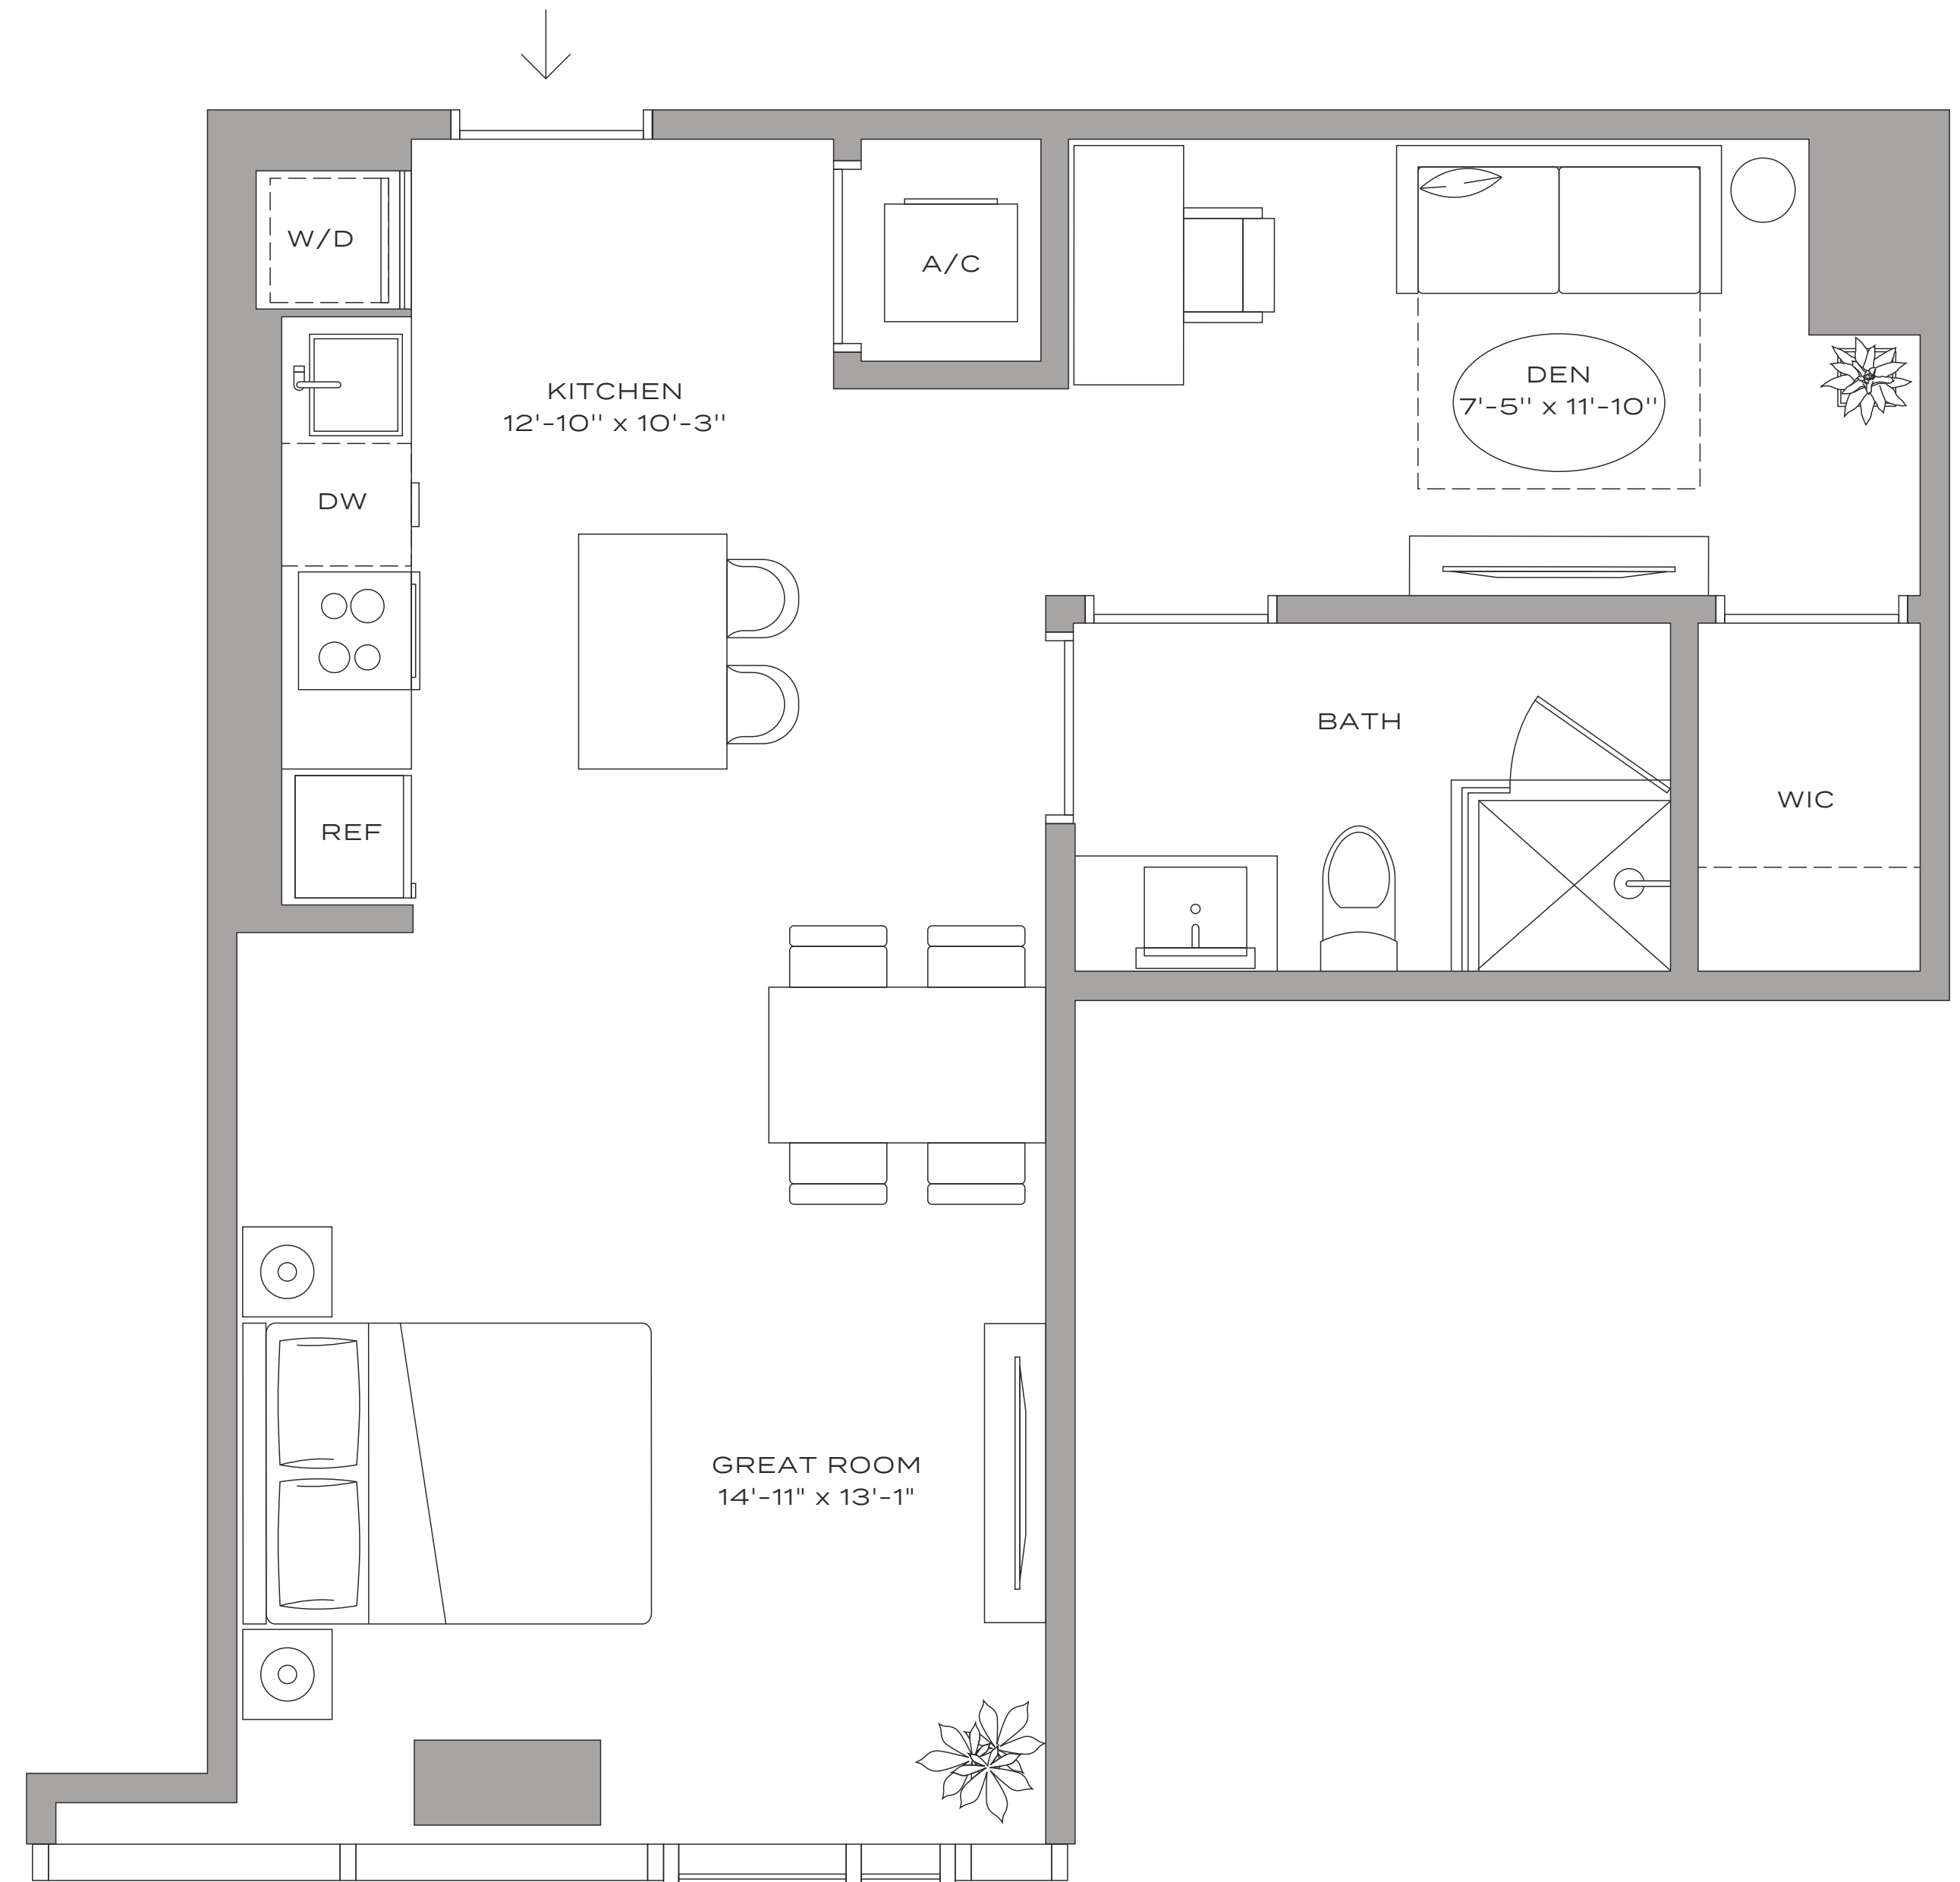 W/D
A/C
KITCHEN
12'-10'' x 10'-3''
DEN
7'-5'' x 11'-10''
DW
BATH
WIC
REF
GREAT ROOM
14'-11" x 13'-1"